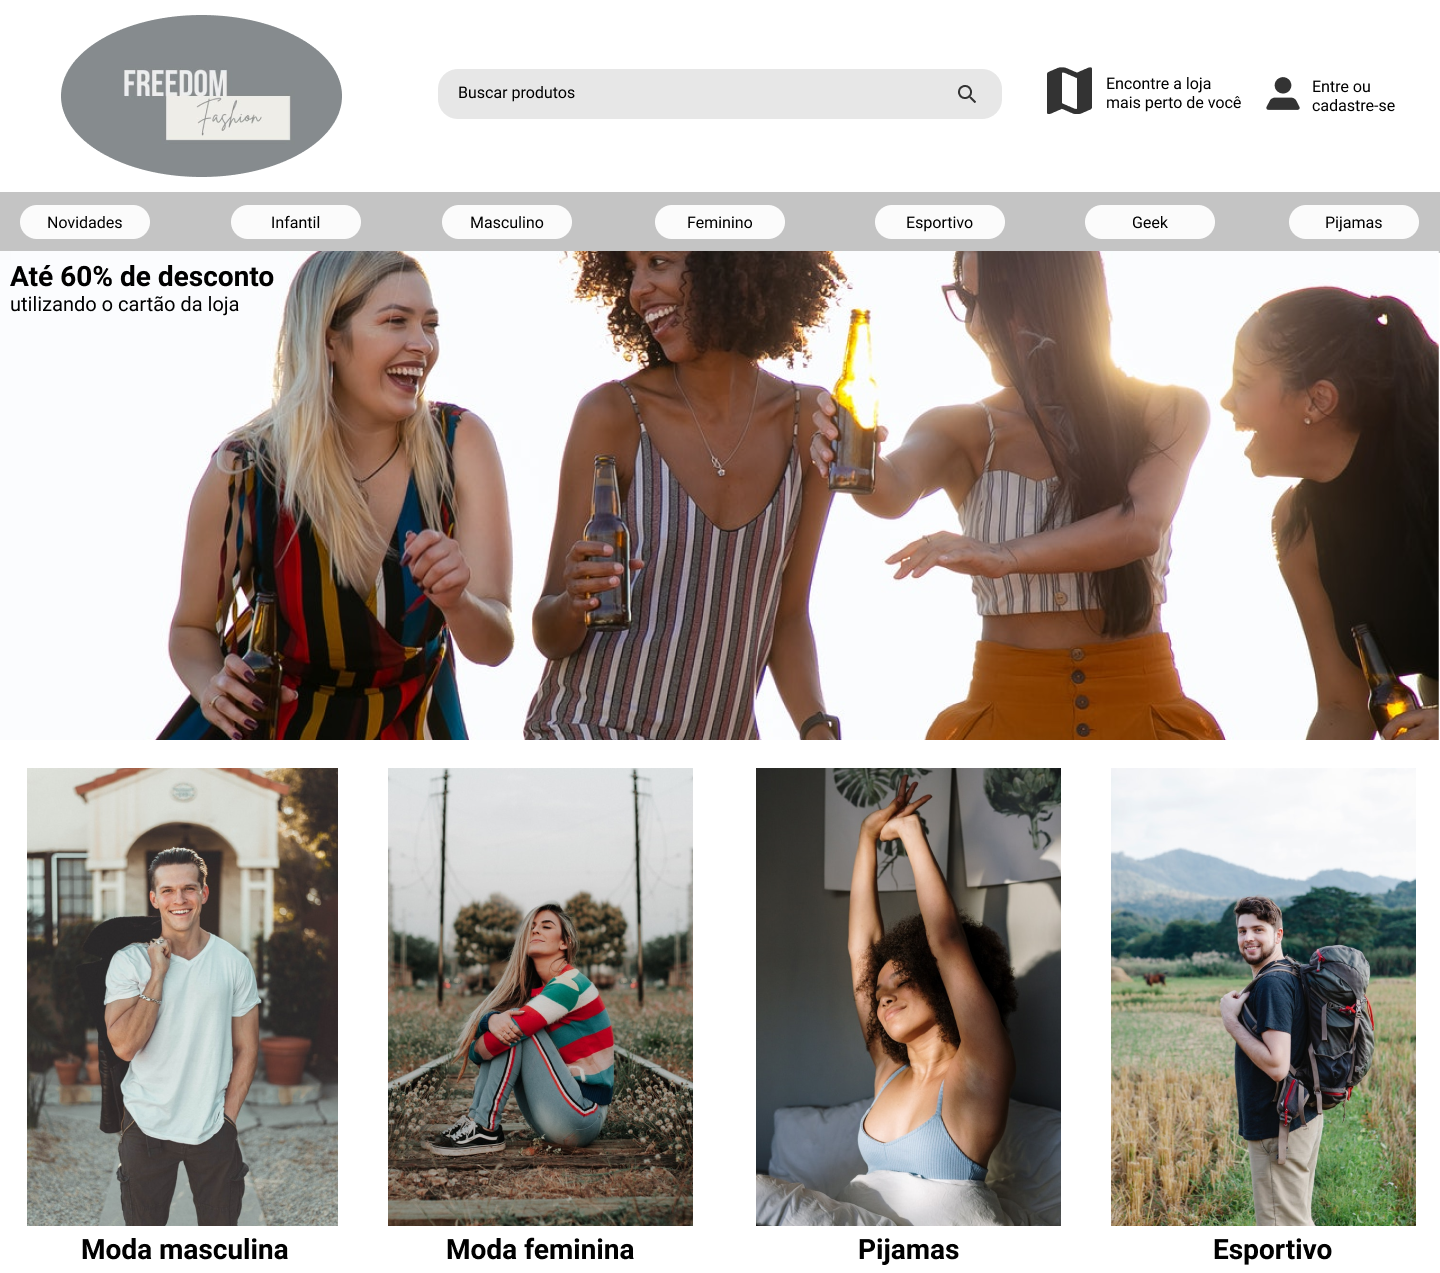 FREEDOM
Fashion
Buscar produtos
Encontre a loja
mais perto de você
Entre ou
cadastre-se
Novidades
Infantil
Masculino
Feminino
Esportivo
Geek
Pijamas
Até 60% de desconto
utilizando o cartão da loja
Moda masculina
Moda feminina
Pijamas
Esportivo